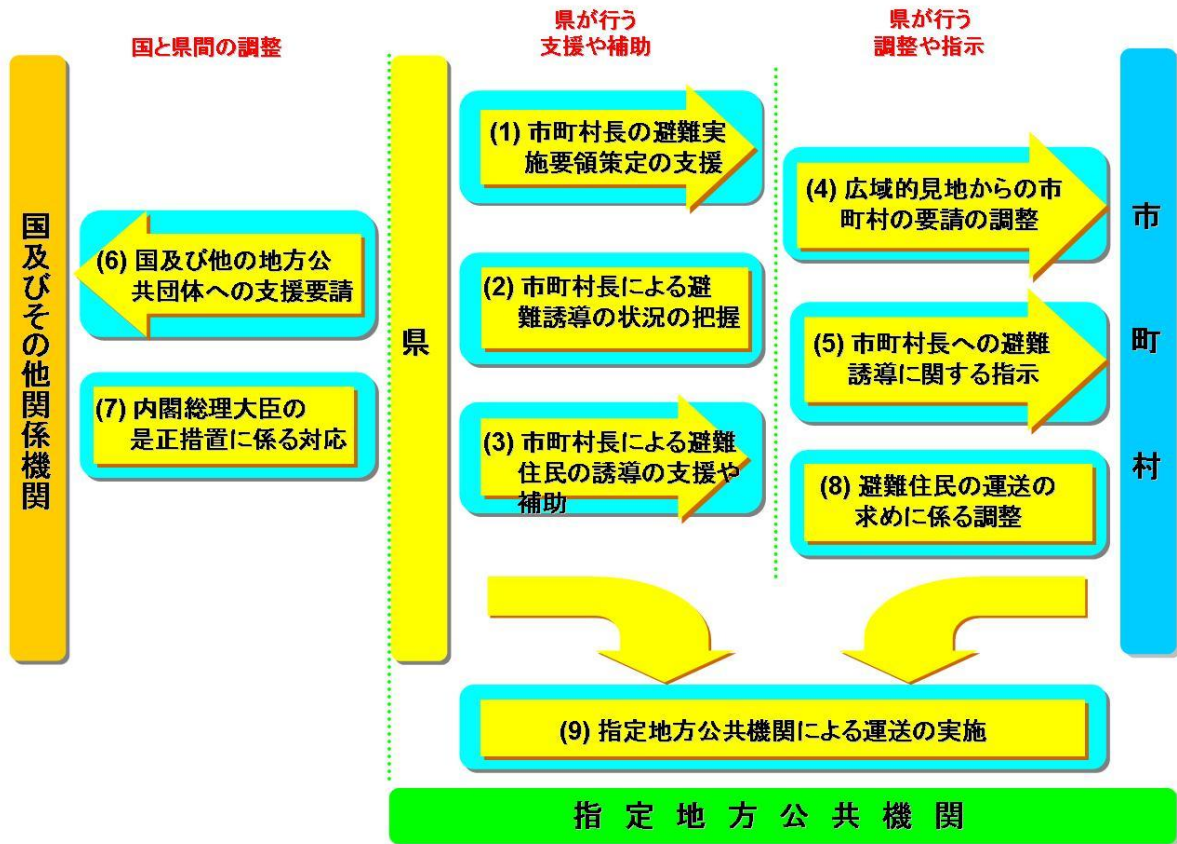 国と県間の調整
県が行う
支援や補助
県が行う
調整や指示
国及びその他関係機関
県
市町村
(1) 市町村長の避難実
施要領策定の支援
(2) 市町村長による避
難誘導の状況の把握
(3) 市町村長による避難
住民の誘導の支援や
補助
(4) 広域的見地からの市
町村の要請の調整
(5) 市町村長への避難
誘導に関する指示
(6) 国及び他の地方公
共団体への支援要請
(7) 内閣総理大臣の
是正措置に係る対応
(8) 避難住民の運送の
求めに係る調整
(9) 指定地方公共機関による運送の実施
指定地方公共機関